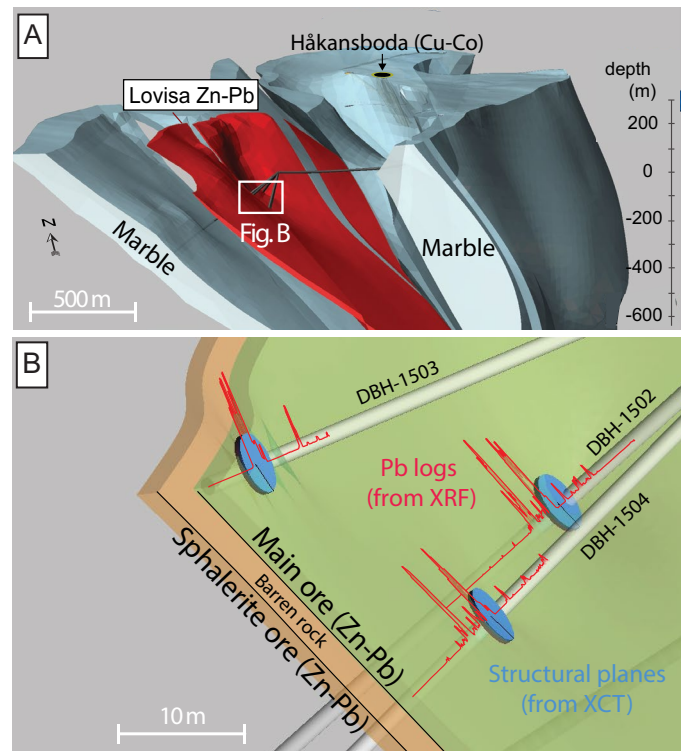 A
Håkansboda (Cu-Co)
depth
(m)
Lovisa Zn-Pb
200
0
-200
-400
-600
Fig. B
Marble
Marble
Z
500 m
B
DBH-1503
DBH-1502
DBH-1504
Pb logs
(from XRF)
Main ore (Zn-Pb)
Barren rock
Sphalerite ore (Zn-Pb)
Structural planes
(from XCT)
10 m